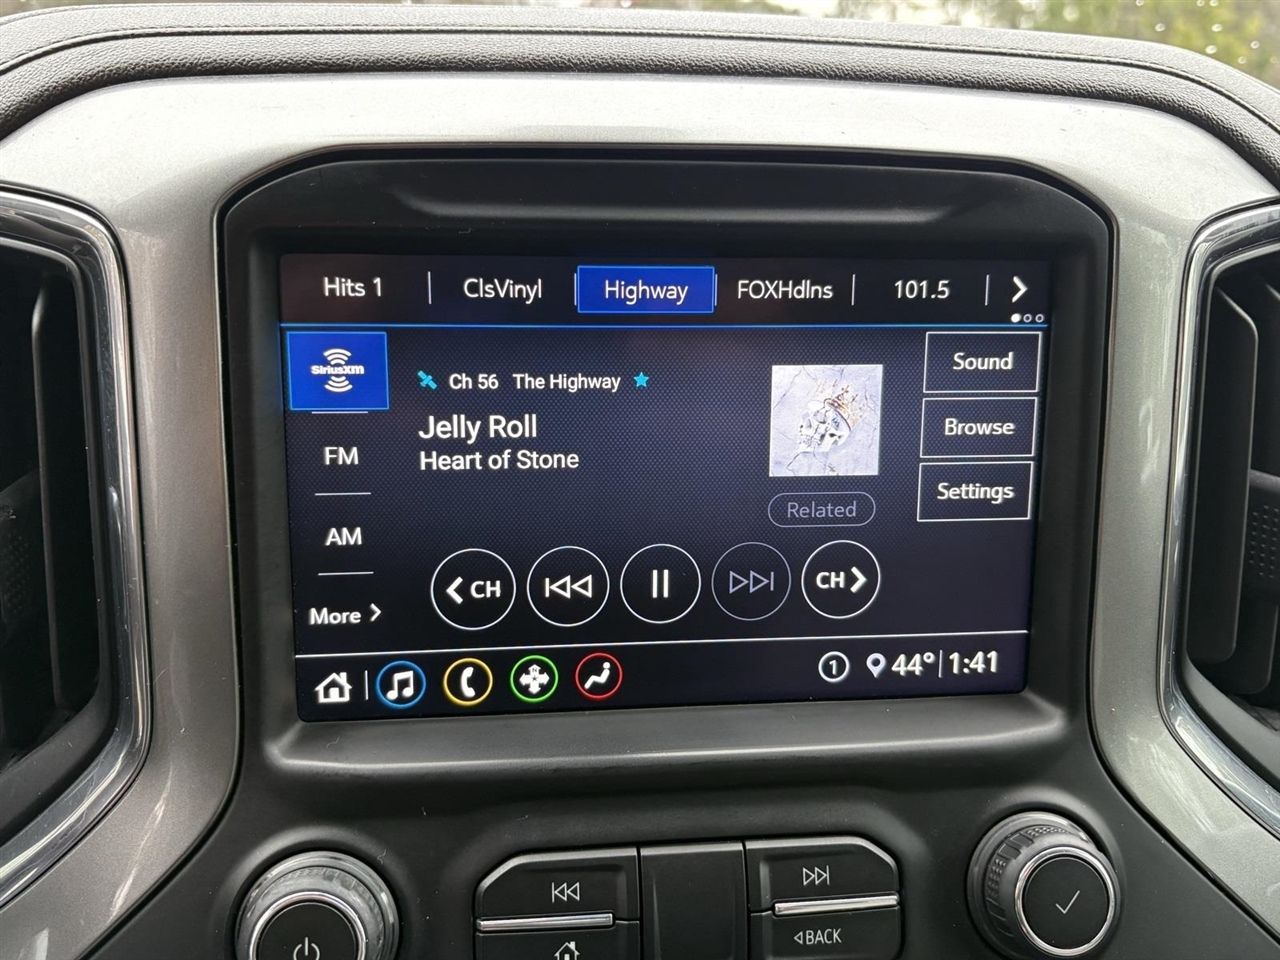 Hits 1
ClsVinyl
Highway
FOXHdlns
101.5
SiriusXM
Ch 56 The Highway
Sound
Jelly Roll
Browse
Heart of Stone
FM
Settings
Related
AM
CH
CH
More
1
44° 1:41
BACK